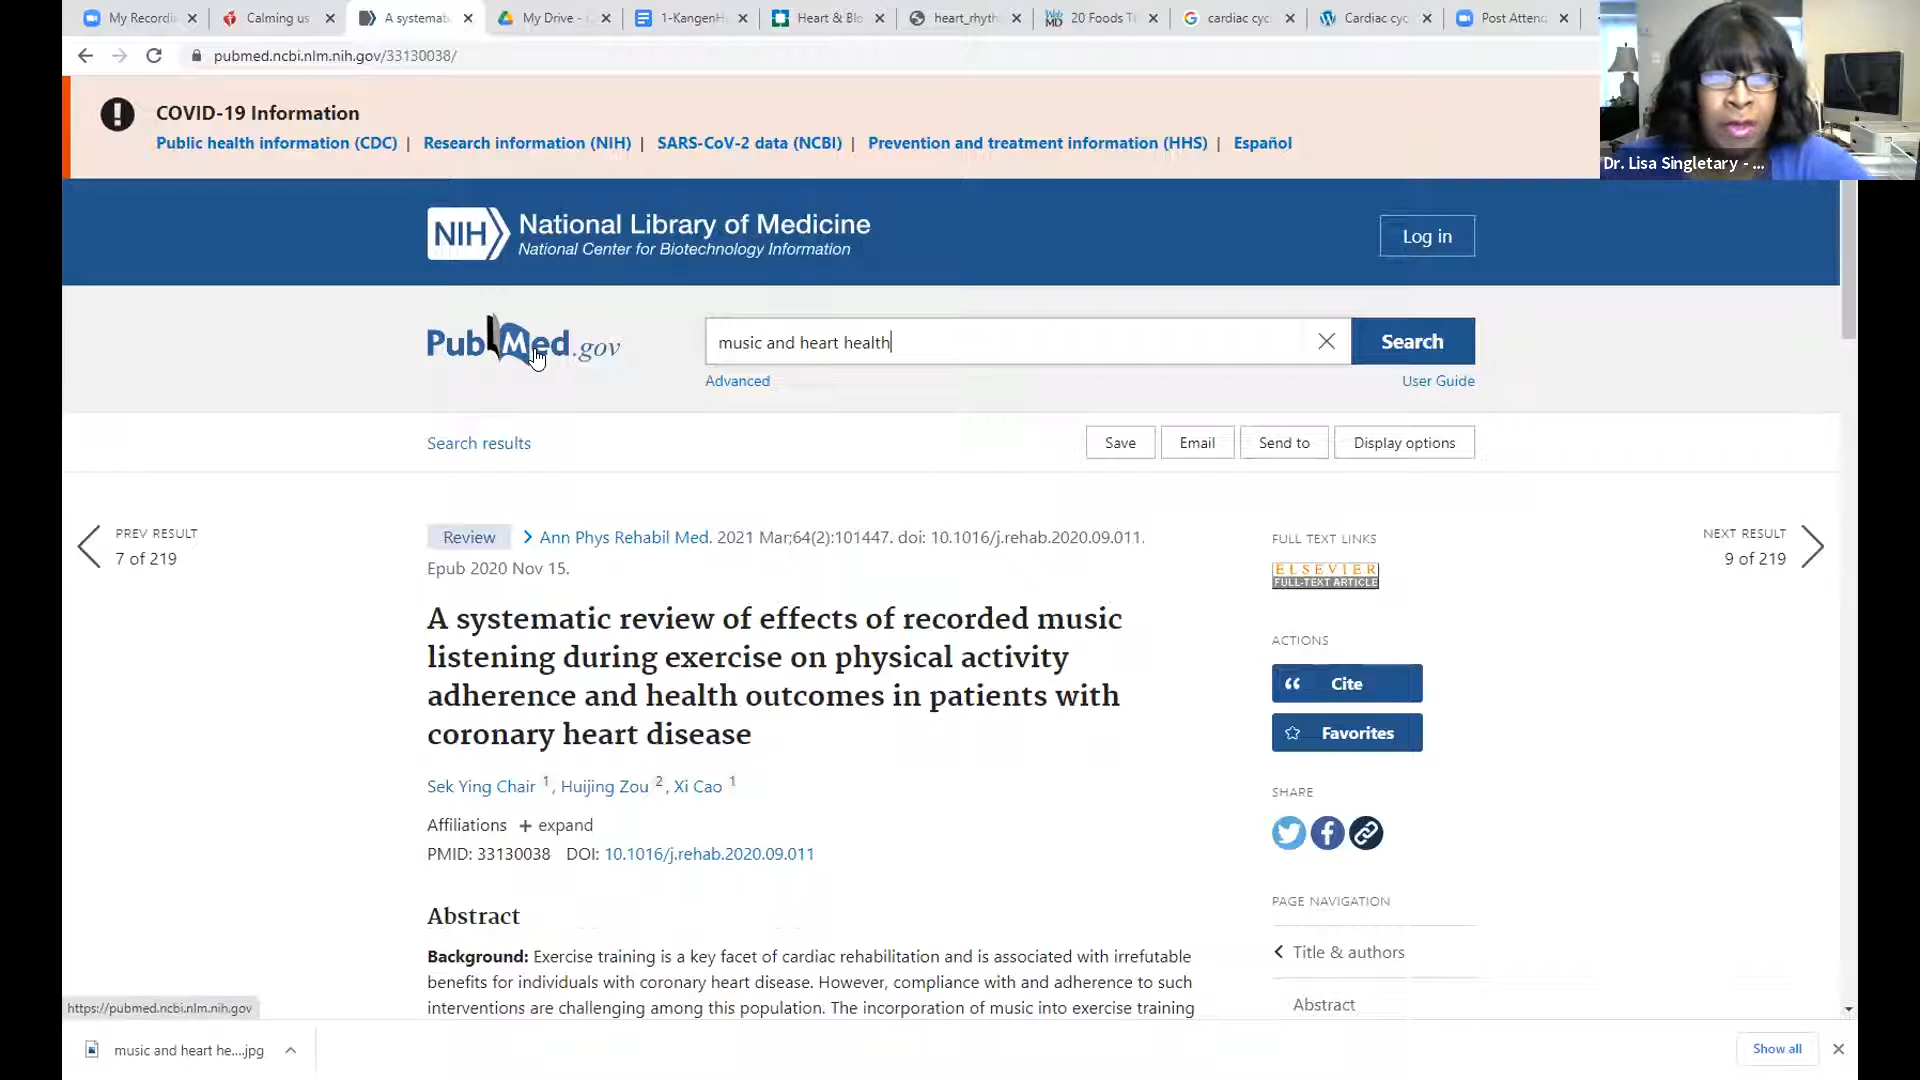 My Recordi
Calming us
A systemat
My Drive -
1-KangenH
Heart & Blo
heart_rhyth
20 Foods T
cardiac cyc
Cardiac cyc
Post Attend
pubmed.ncbi.nlm.nih.gov/33130038/
COVID-19 Information
Public health information (CDC) | Research information (NIH) | SARS-CoV-2 data (NCBI) | Prevention and treatment information (HHS) | Español
Dr. Lisa Singletary - ...
NIH National Library of Medicine
National Center for Biotechnology Information
Log in
PubMed.gov
music and heart health
Search
Advanced
User Guide
Search results
Save
Email
Send to
Display options
PREV RESULT
7 of 219
NEXT RESULT
9 of 219
Review > Ann Phys Rehabil Med. 2021 Mar;64(2):101447. doi: 10.1016/j.rehab.2020.09.011.
Epub 2020 Nov 15.
A systematic review of effects of recorded music
listening during exercise on physical activity
adherence and health outcomes in patients with
coronary heart disease
Sek Ying Chair 1, Huijing Zou 2, Xi Cao 1
Affiliations + expand
PMID: 33130038 DOI: 10.1016/j.rehab.2020.09.011
Abstract
Background: Exercise training is a key facet of cardiac rehabilitation and is associated with irrefutable
benefits for individuals with coronary heart disease. However, compliance with and adherence to such
interventions are challenging among this population. The incorporation of music into exercise training
FULL TEXT LINKS
ELSEVIER
FULL-TEXT ARTICLE
ACTIONS
Cite
Favorites
SHARE
PAGE NAVIGATION
Title & authors
Abstract
https://pubmed.ncbi.nlm.nih.gov
music and heart he....jpg
Show all